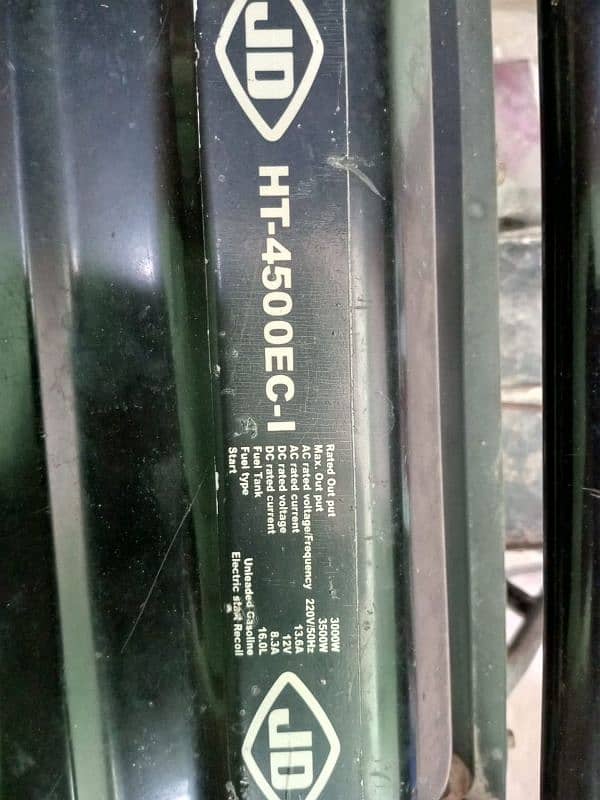 JD
HT-4500EC-I
Rated Out put 3000W
Max. Out put 3500W
AC rated voltage/Frequency 220V/50Hz
AC rated current 13.6A
DC rated voltage 12V
DC rated current 8.3A
Fuel Tank 16.0L
Fuel type Unleaded Gasoline
Start Electric start Recoil
JD